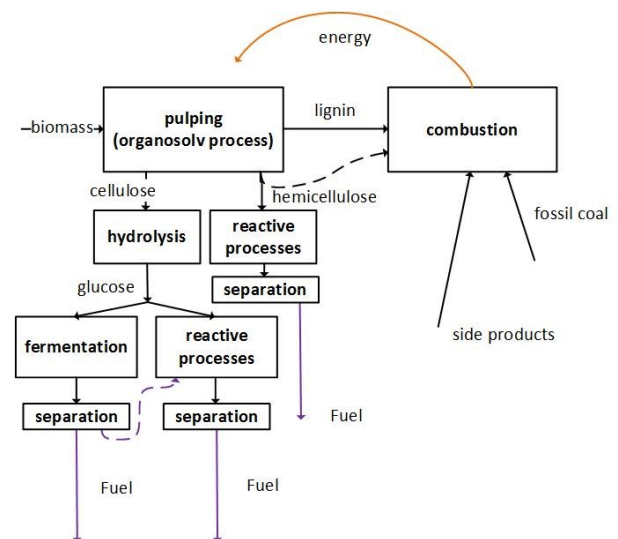 energy
biomass
pulping
(organosolv process)
lignin
combustion
cellulose
hemicellulose
fossil coal
hydrolysis
reactive
processes
glucose
separation
side products
fermentation
reactive
processes
separation
separation
Fuel
Fuel
Fuel